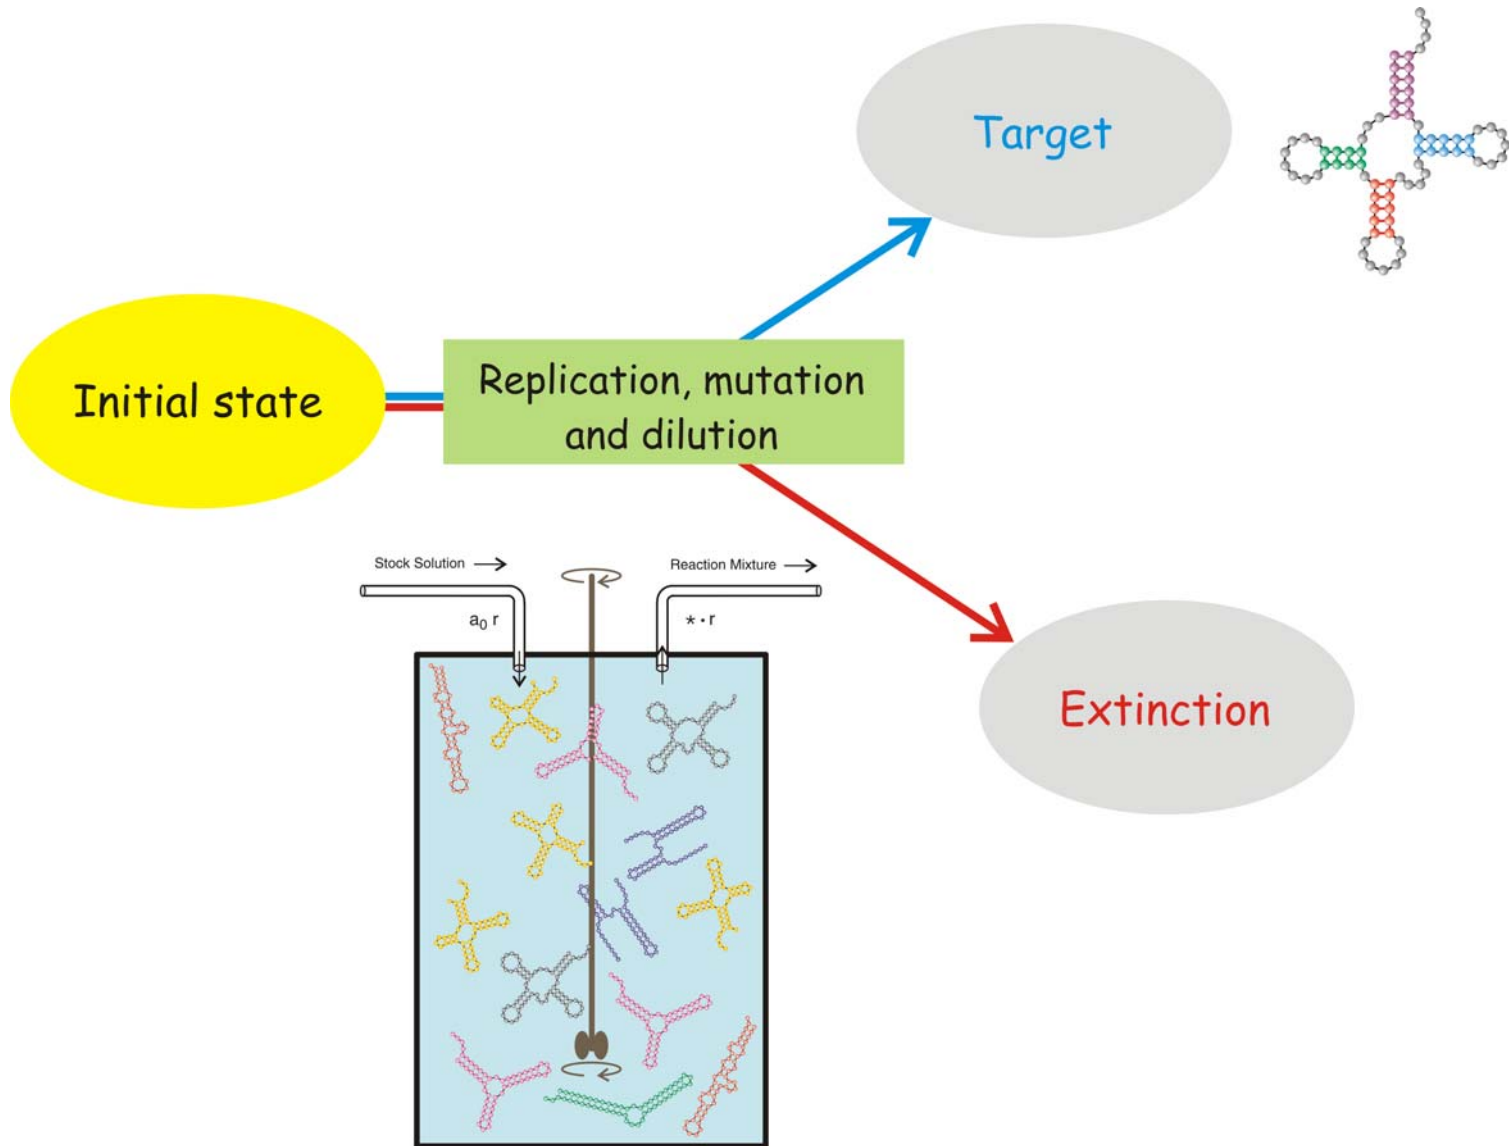 Target
Initial state
Replication, mutation
and dilution
Stock Solution →
Reaction Mixture →
a₀ r
* · r
Extinction